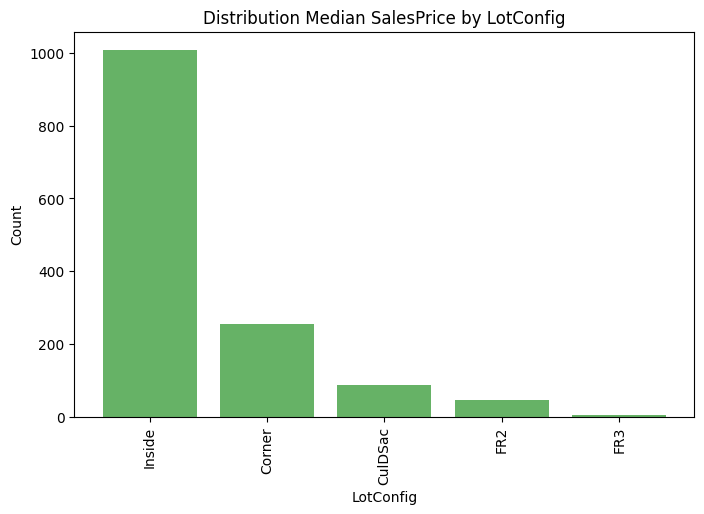 Distribution Median SalesPrice by LotConfig
1000
800
600
400
200
0
Count
Inside
Corner
CulDSac
FR2
FR3
LotConfig